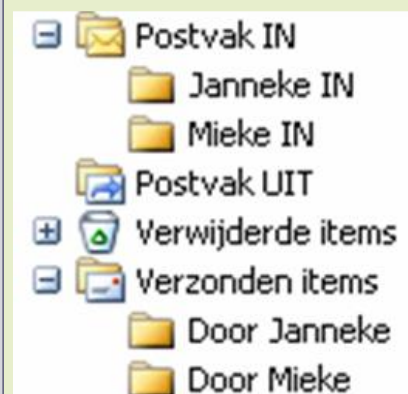 Postvak IN
Janneke IN
Mieke IN
Postvak UIT
Verwijderde items
Verzonden items
Door Janneke
Door Mieke